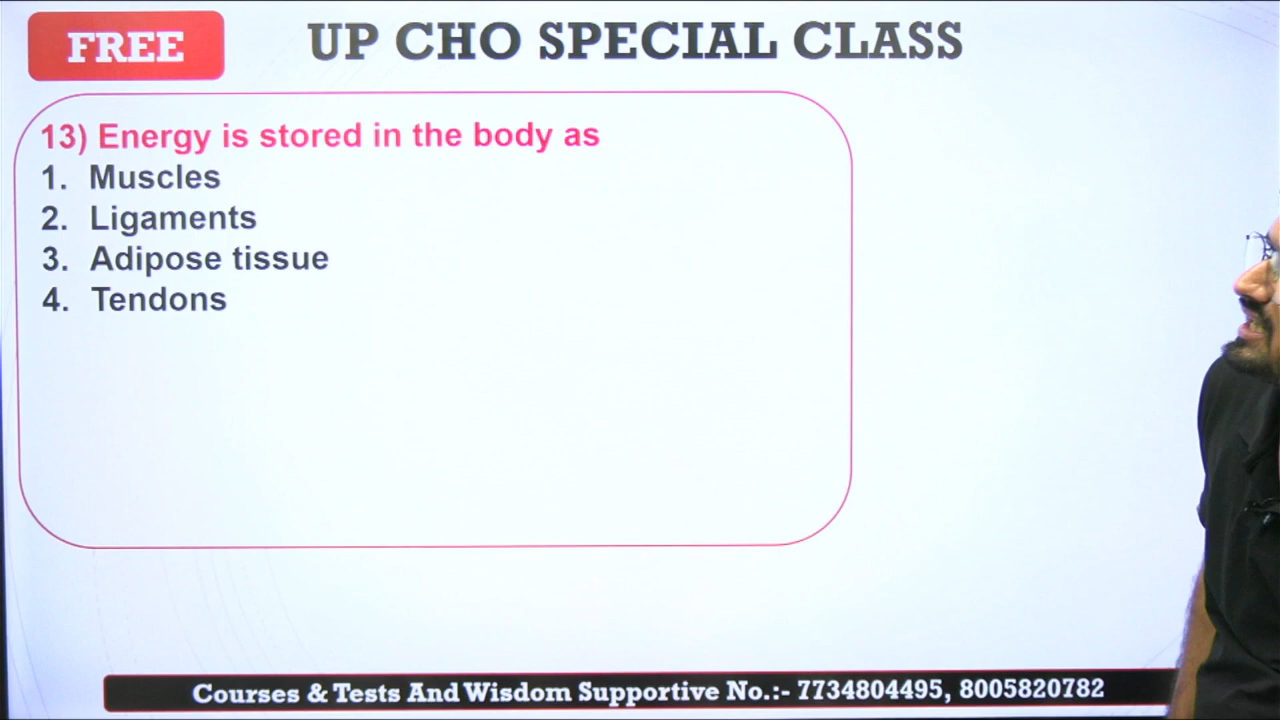 FREE
UP CHO SPECIAL CLASS
13) Energy is stored in the body as
1. Muscles
2. Ligaments
3. Adipose tissue
4. Tendons
Courses & Tests And Wisdom Supportive No.:- 7734804495, 8005820782